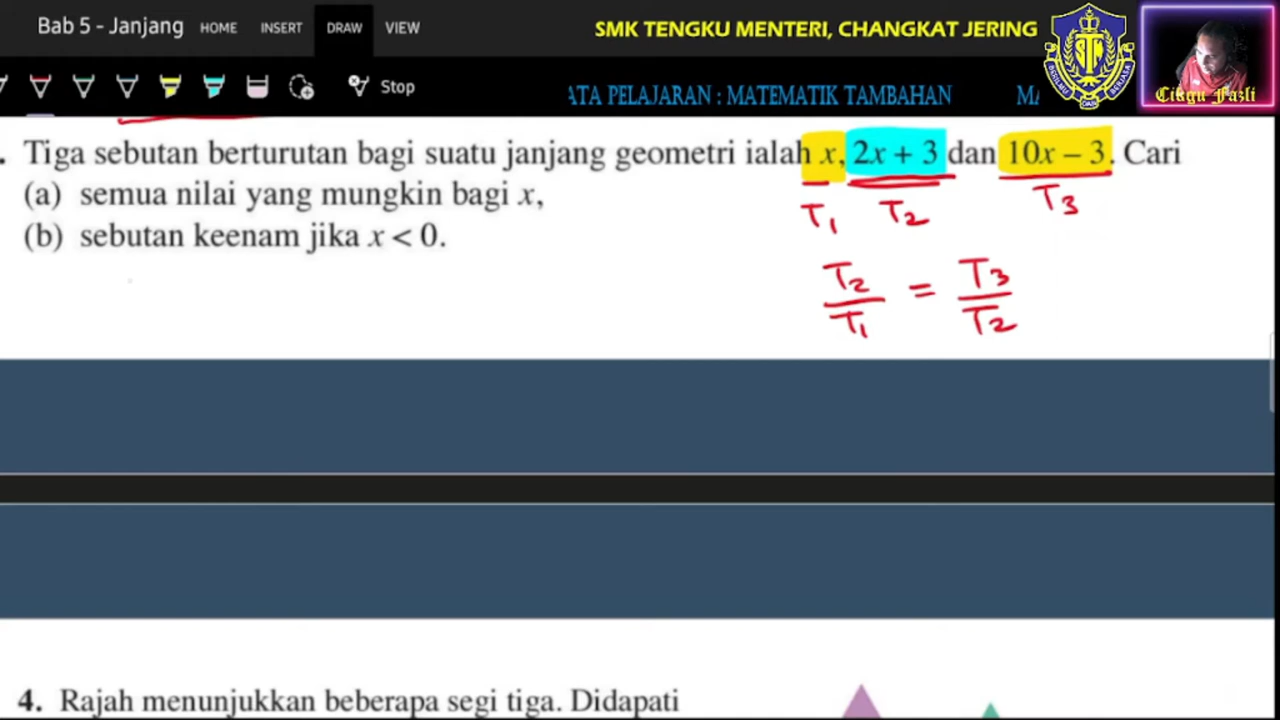 Bab 5 - Janjang HOME INSERT DRAW VIEW
SMK TENGKU MENTERI, CHANGKAT JERING
Stop
ATA PELAJARAN : MATEMATIK TAMBAHAN MA
Cikgu Fazli
. Tiga sebutan berturutan bagi suatu janjang geometri ialah x, 2x + 3 dan 10x – 3. Cari
(a) semua nilai yang mungkin bagi x,
(b) sebutan keenam jika x < 0.
T₁ T₂ T₃
T₂/T₁ = T₃/T₂
4. Rajah menunjukkan beberapa segi tiga. Didapati